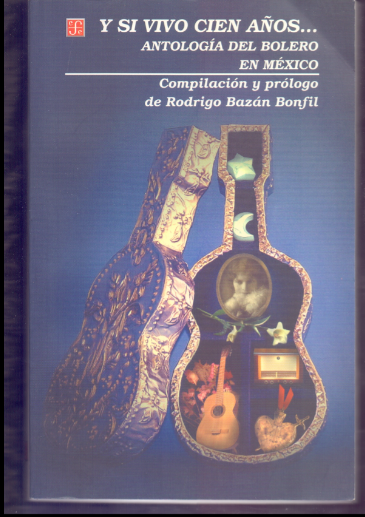 Y SI VIVO CIEN AÑOS...
ANTOLOGÍA DEL BOLERO
EN MÉXICO
Compilación y prólogo
de Rodrigo Bazán Bonfil